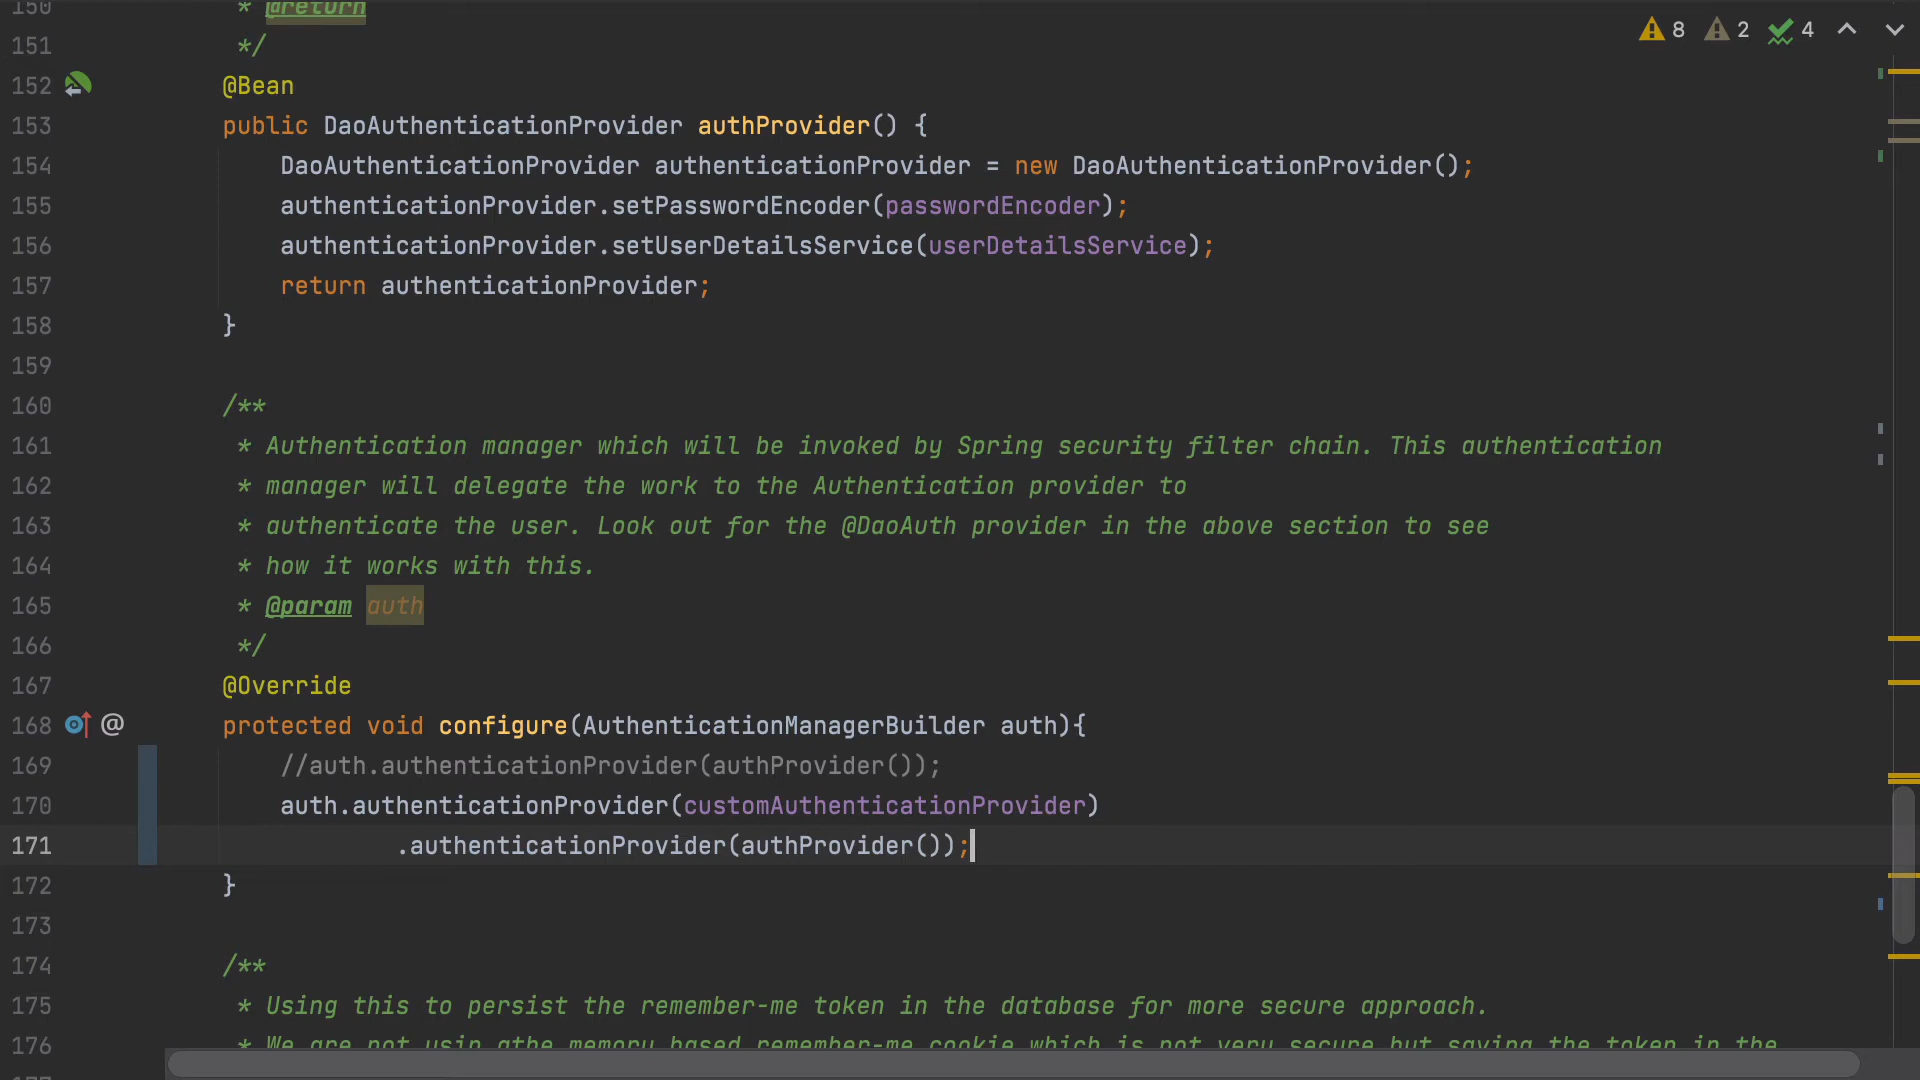 150 * @return
151 */
8 2 4
152 @Bean
153 public DaoAuthenticationProvider authProvider() {
154 DaoAuthenticationProvider authenticationProvider = new DaoAuthenticationProvider();
155 authenticationProvider.setPasswordEncoder(passwordEncoder);
156 authenticationProvider.setUserDetailsService(userDetailsService);
157 return authenticationProvider;
158 }
159
160 /**
161 * Authentication manager which will be invoked by Spring security filter chain. This authentication
162 * manager will delegate the work to the Authentication provider to
163 * authenticate the user. Look out for the @DaoAuth provider in the above section to see
164 * how it works with this.
165 * @param auth
166 */
167 @Override
168 @ protected void configure(AuthenticationManagerBuilder auth){
169 //auth.authenticationProvider(authProvider());
170 auth.authenticationProvider(customAuthenticationProvider)
171 .authenticationProvider(authProvider());
172 }
173
174 /**
175 * Using this to persist the remember-me token in the database for more secure approach.
176 * We are not usin gthe memory based remember-me cookie which is not very secure but saving the token in the